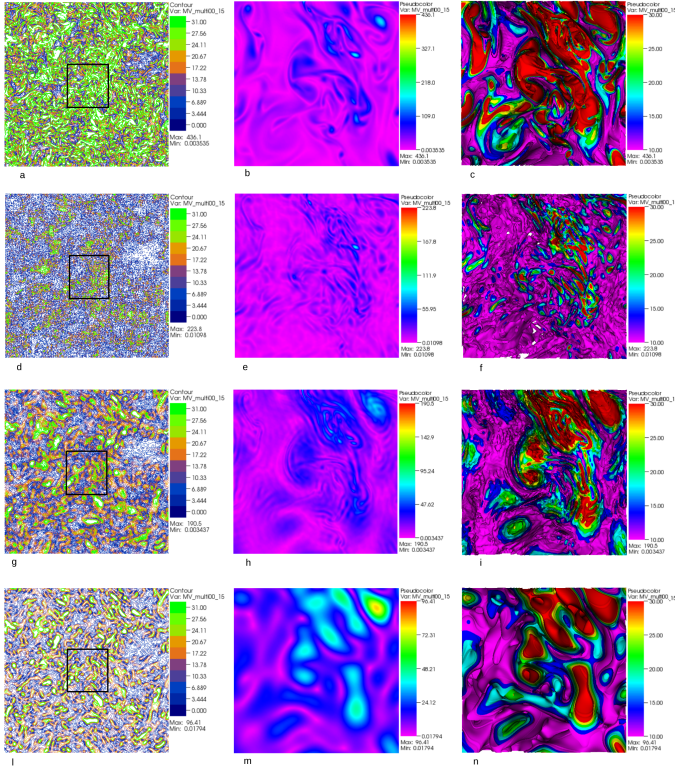 Contour
Var: MV_mult00_15
31.00
27.56
24.11
20.67
17.22
13.78
10.33
6.889
3.444
0.000
Max: 436.1
Min: 0.003535
a
Pseudocolor
Var: MV_mult00_15
436.1
327.1
218.0
109.0
0.003535
Max: 436.1
Min: 0.003535
b
Pseudocolor
Var: MV_mult00_15
30.00
25.00
20.00
15.00
10.00
Max: 436.1
Min: 0.003535
c
Contour
Var: MV_mult00_15
31.00
27.56
24.11
20.67
17.22
13.78
10.33
6.889
3.444
0.000
Max: 223.8
Min: 0.01098
d
Pseudocolor
Var: MV_mult00_15
223.8
167.8
111.9
55.95
0.01098
Max: 223.8
Min: 0.01098
e
Pseudocolor
Var: MV_mult00_15
30.00
25.00
20.00
15.00
10.00
Max: 223.8
Min: 0.01098
f
Contour
Var: MV_mult00_15
31.00
27.56
24.11
20.67
17.22
13.78
10.33
6.889
3.444
0.000
Max: 190.5
Min: 0.003437
g
Pseudocolor
Var: MV_mult00_15
190.5
142.9
95.24
47.62
0.003437
Max: 190.5
Min: 0.003437
h
Pseudocolor
Var: MV_mult00_15
30.00
25.00
20.00
15.00
10.00
Max: 190.5
Min: 0.003437
i
Contour
Var: MV_mult00_15
31.00
27.56
24.11
20.67
17.22
13.78
10.33
6.889
3.444
0.000
Max: 96.41
Min: 0.01794
l
Pseudocolor
Var: MV_mult00_15
96.41
72.31
48.21
24.12
0.01794
Max: 96.41
Min: 0.01794
m
Pseudocolor
Var: MV_mult00_15
30.00
25.00
20.00
15.00
10.00
Max: 96.41
Min: 0.01794
n